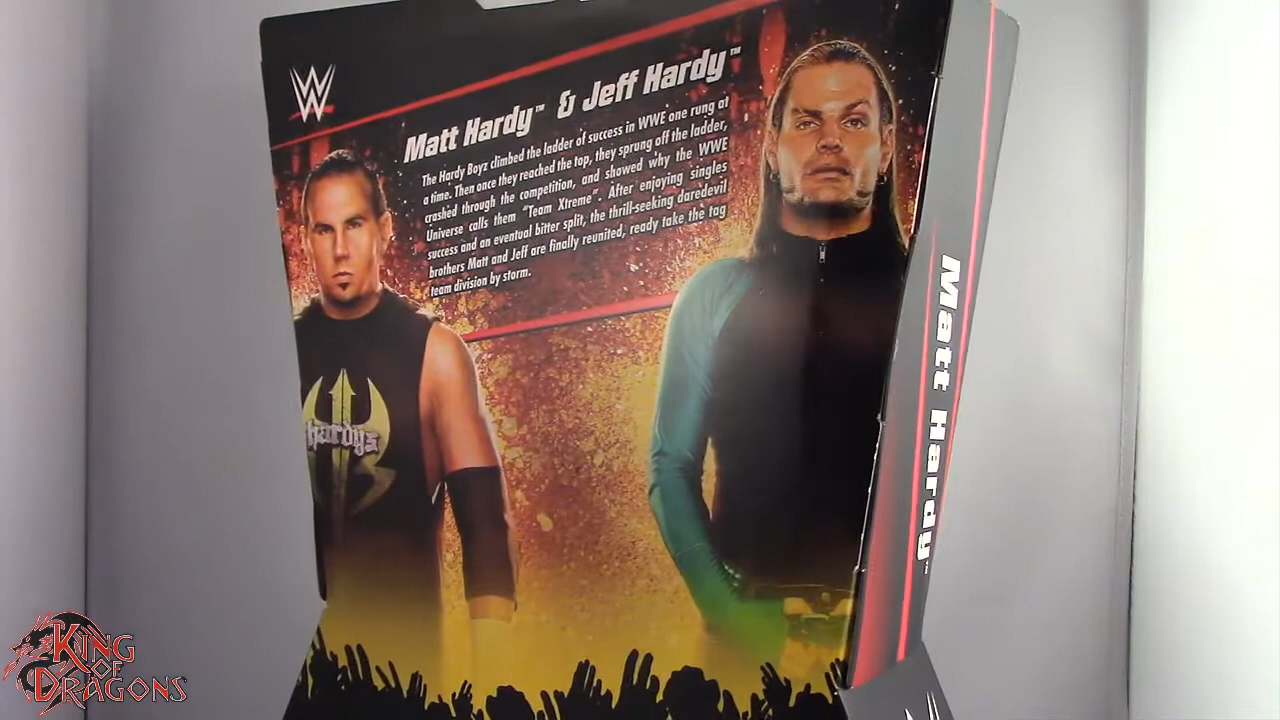 W
Matt Hardy™ & Jeff Hardy™
The Hardy Boyz climbed the ladder of success in WWE one rung at
a time. Then once they reached the top, they sprung off the ladder,
crashed through the competition, and showed why the WWE
Universe calls them "Team Xtreme". After enjoying singles
success and an eventual bitter split, the thrill-seeking daredevil
brothers Matt and Jeff are finally reunited, ready take the tag
team division by storm.
hardys
Matt Hardy™
KING
OF
DRAGONS